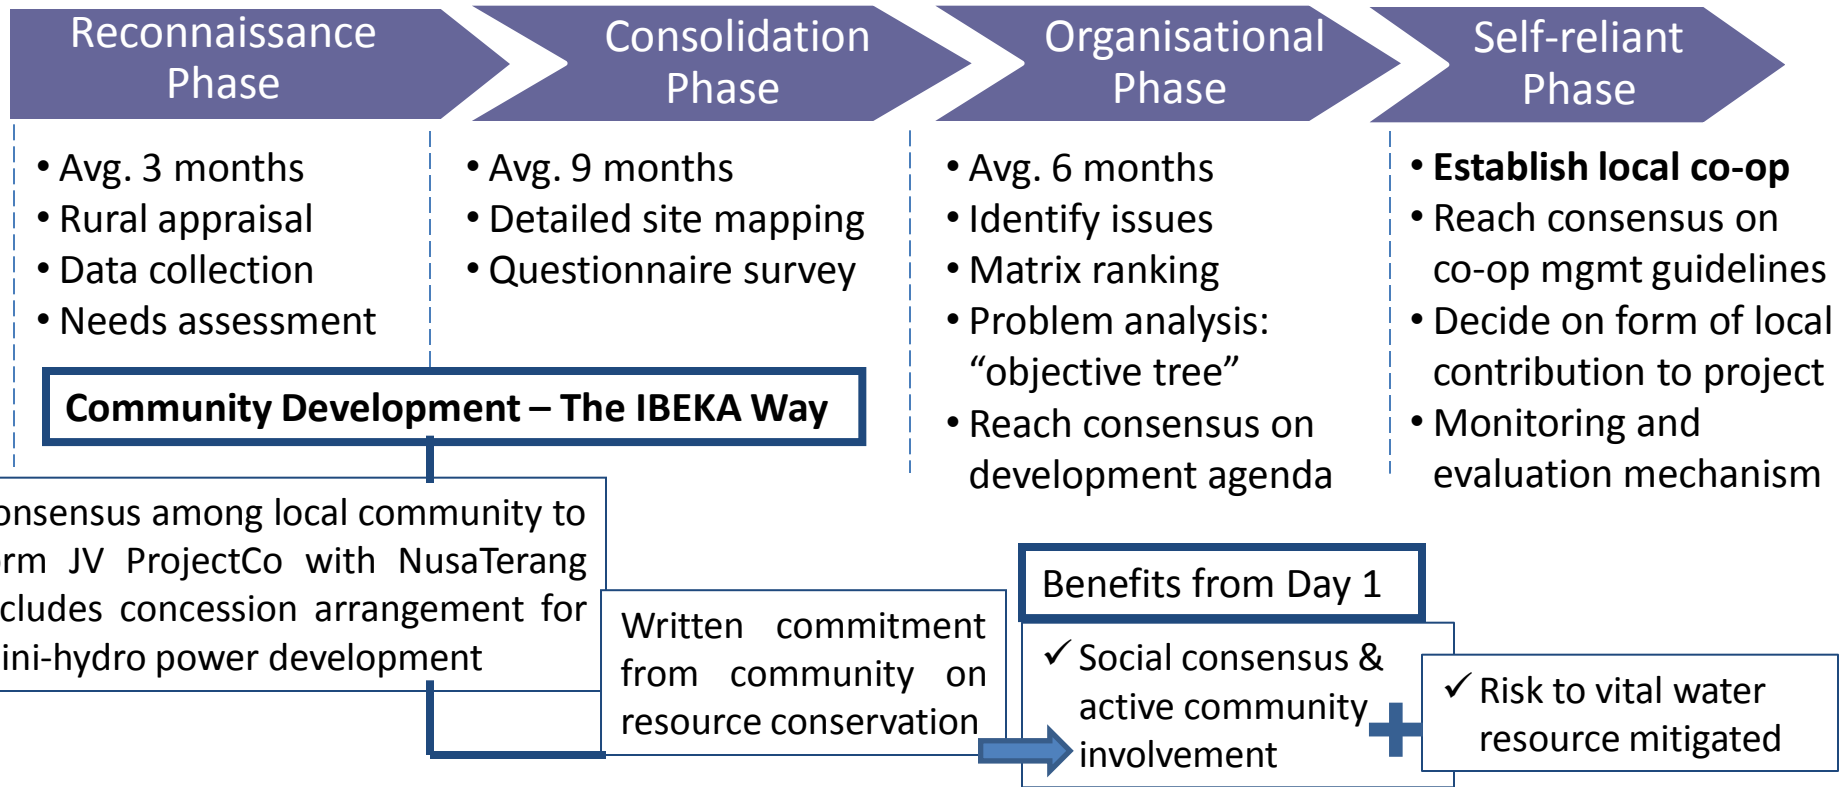 Reconnaissance
Phase
Consolidation
Phase
Organisational
Phase
Self-reliant
Phase
• Avg. 3 months
• Rural appraisal
• Data collection
• Needs assessment
• Avg. 9 months
• Detailed site mapping
• Questionnaire survey
• Avg. 6 months
• Identify issues
• Matrix ranking
• Problem analysis:
“objective tree”
• Reach consensus on
development agenda
• Establish local co-op
• Reach consensus on
co-op mgmt guidelines
• Decide on form of local
contribution to project
• Monitoring and
evaluation mechanism
Community Development – The IBEKA Way
onsensus among local community to
orm JV ProjectCo with NusaTerang
cludes concession arrangement for
ini-hydro power development
Written commitment
from community on
resource conservation
Benefits from Day 1
✓ Social consensus &
active community
involvement
✓ Risk to vital water
resource mitigated